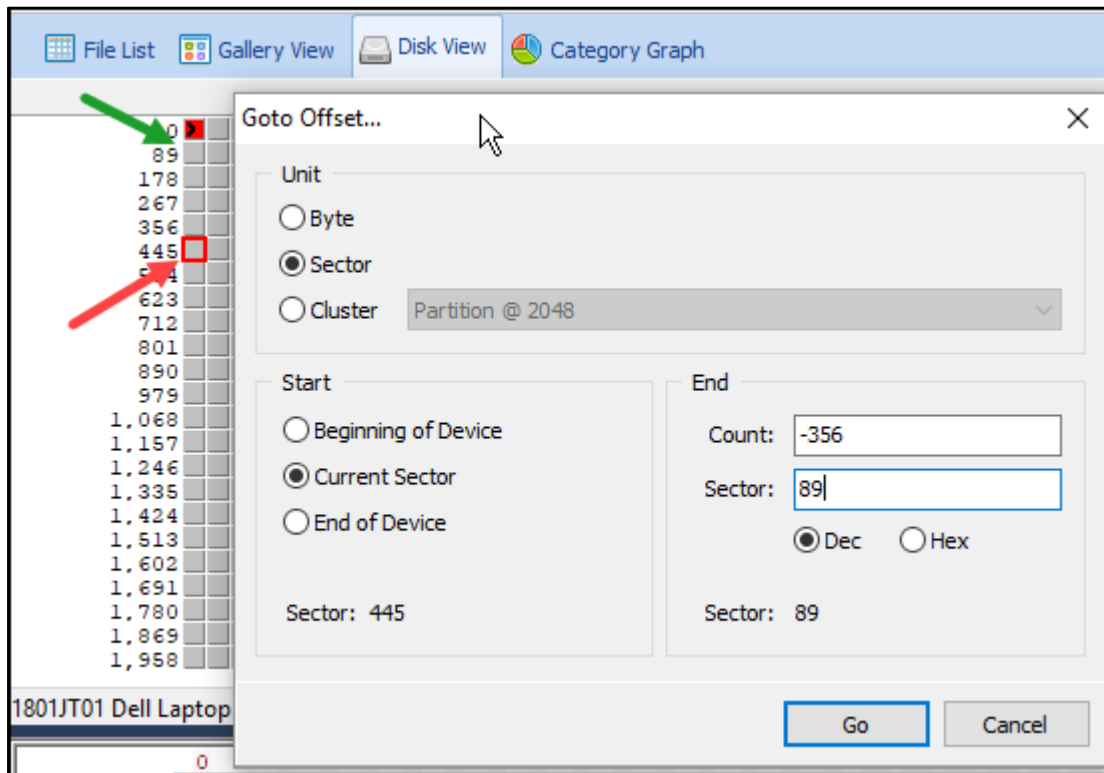 File List Gallery View Disk View Category Graph
Goto Offset...
0
89
178
267
356
445
623
712
801
890
979
1,068
1,157
1,246
1,335
1,424
1,513
1,602
1,691
1,780
1,869
1,958
Unit
Byte
Sector
Cluster Partition @ 2048
Start
Beginning of Device
Current Sector
End of Device
Sector: 445
End
Count: -356
Sector: 89
Dec Hex
Sector: 89
Go Cancel
1801JT01 Dell Laptop
0